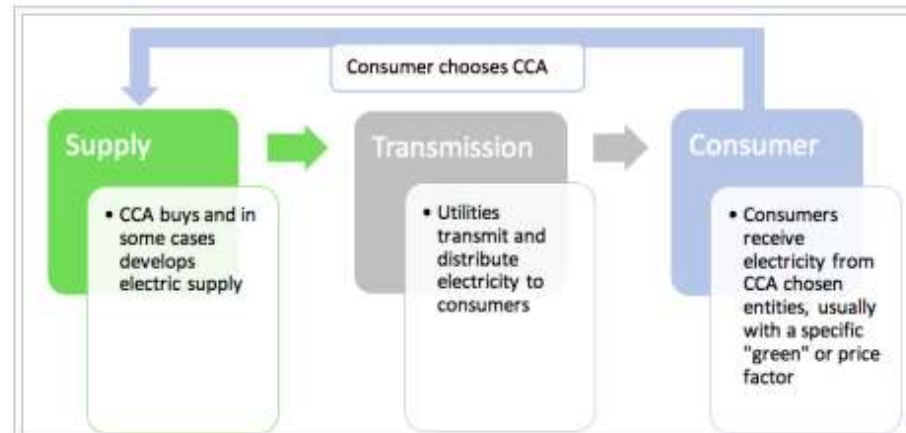 Consumer chooses CCA
Supply
• CCA buys and in
some cases
develops
electric supply
Transmission
• Utilities
transmit and
distribute
electricity to
consumers
Consumer
• Consumers
receive
electricity from
CCA chosen
entities, usually
with a specific
"green" or price
factor